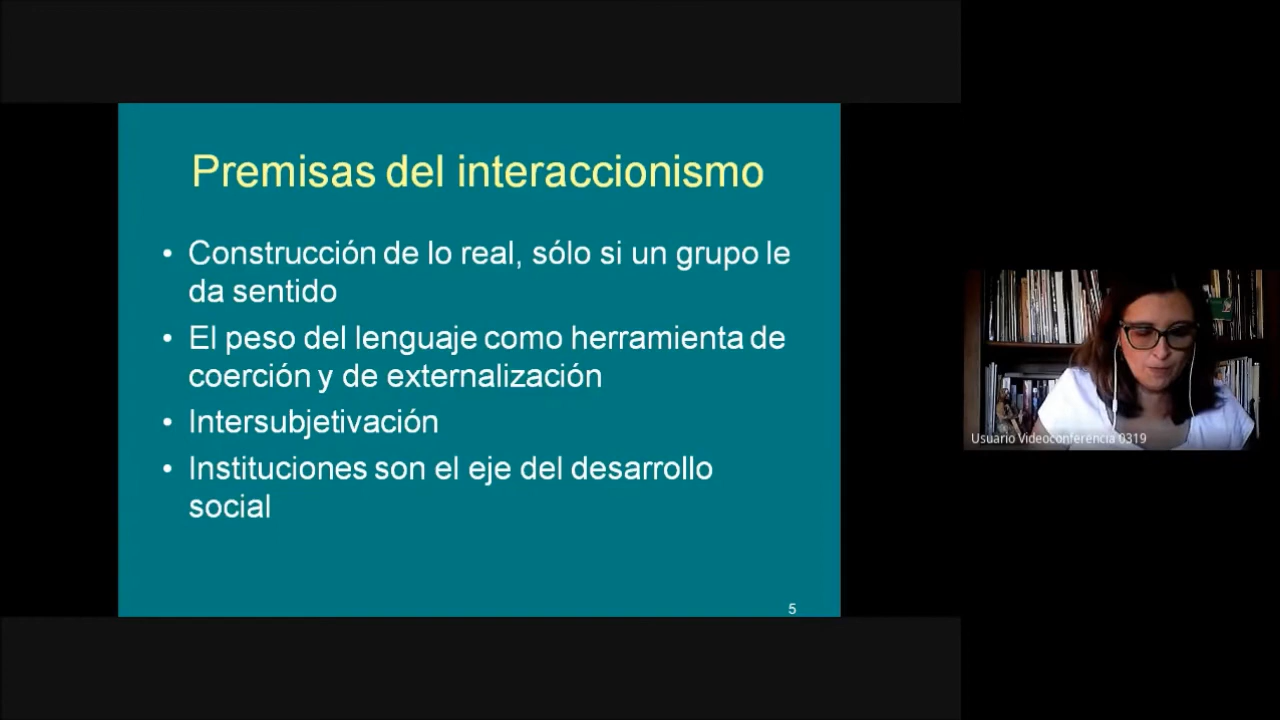 Premisas del interaccionismo
• Construcción de lo real, sólo si un grupo le
da sentido
• El peso del lenguaje como herramienta de
coerción y de externalización
• Intersubjetivación
• Instituciones son el eje del desarrollo
social
5
Usuario Videoconferencia 0319